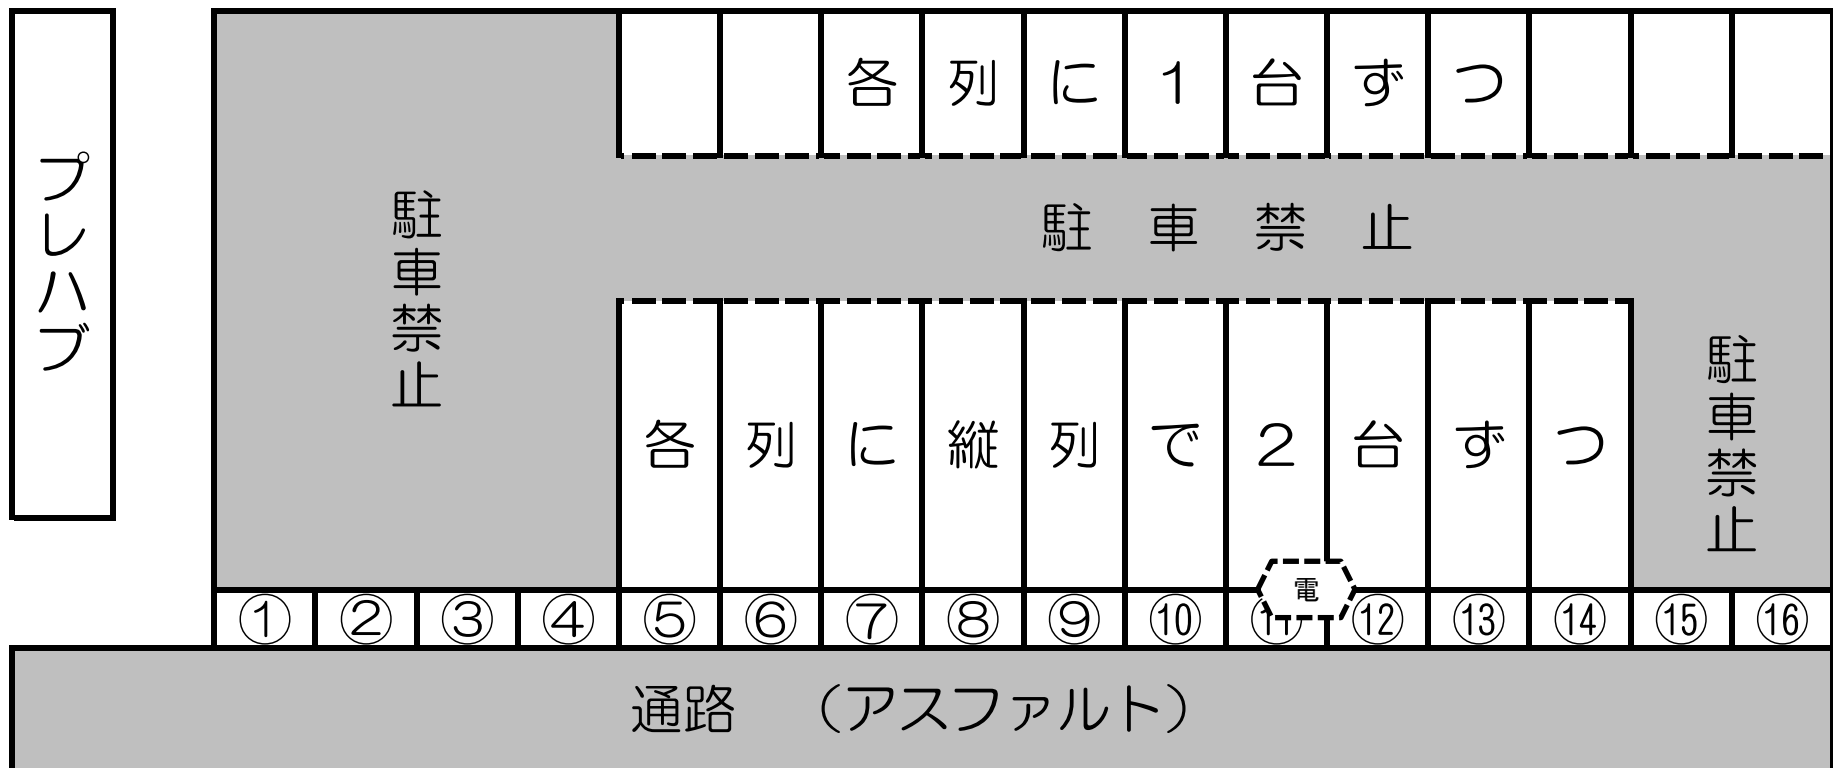 プレハブ
駐車禁止
各列に１台ずつ
駐車禁止
各列に縦列で２台ずつ
駐車禁止
電
①②③④⑤⑥⑦⑧⑨⑩⑪⑫⑬⑭⑮⑯
通路　（アスファルト）